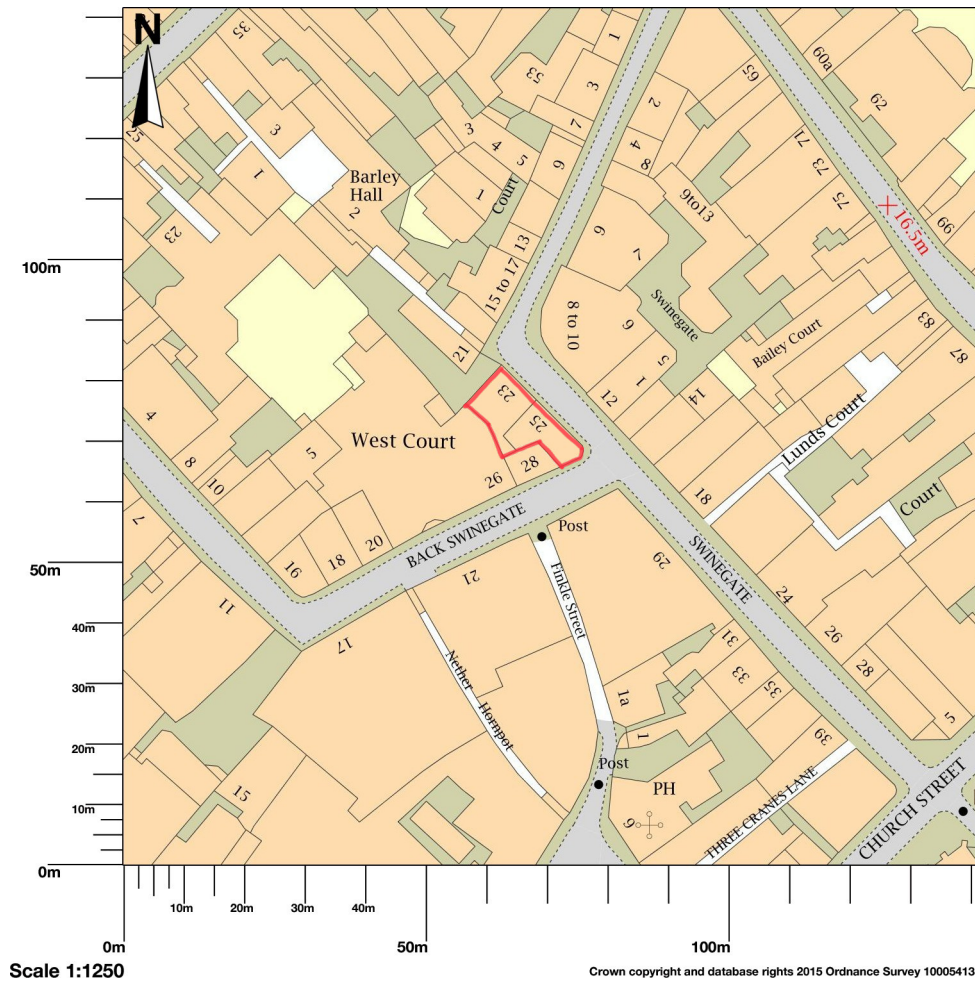 N
35
53
1
3
7
9
2
4
8
9to13
65
60a
62
71
73
75
66
16.5m
25
3
1
23
Barley
Hall
2
3
4
5
1
Court
13
15 to 17
21
6
7
Swinegate
8 to 10
9
5
1
12
14
Bailey Court
83
87
100m
4
8
10
5
West Court
23
25
28
26
Lunds Court
18
Court
7
16
18
20
BACK SWINEGATE
Post
21
Finkle Street
29
SWINEGATE
24
26
28
5
50m
11
17
Nether Hornpot
31
33
35
39
1a
1
40m
30m
20m
10m
0m
15
Post
PH
9
THREE CRANES LANE
CHURCH STREET
10m
20m
30m
40m
0m
50m
100m
Scale 1:1250
Crown copyright and database rights 2015 Ordnance Survey 10005413